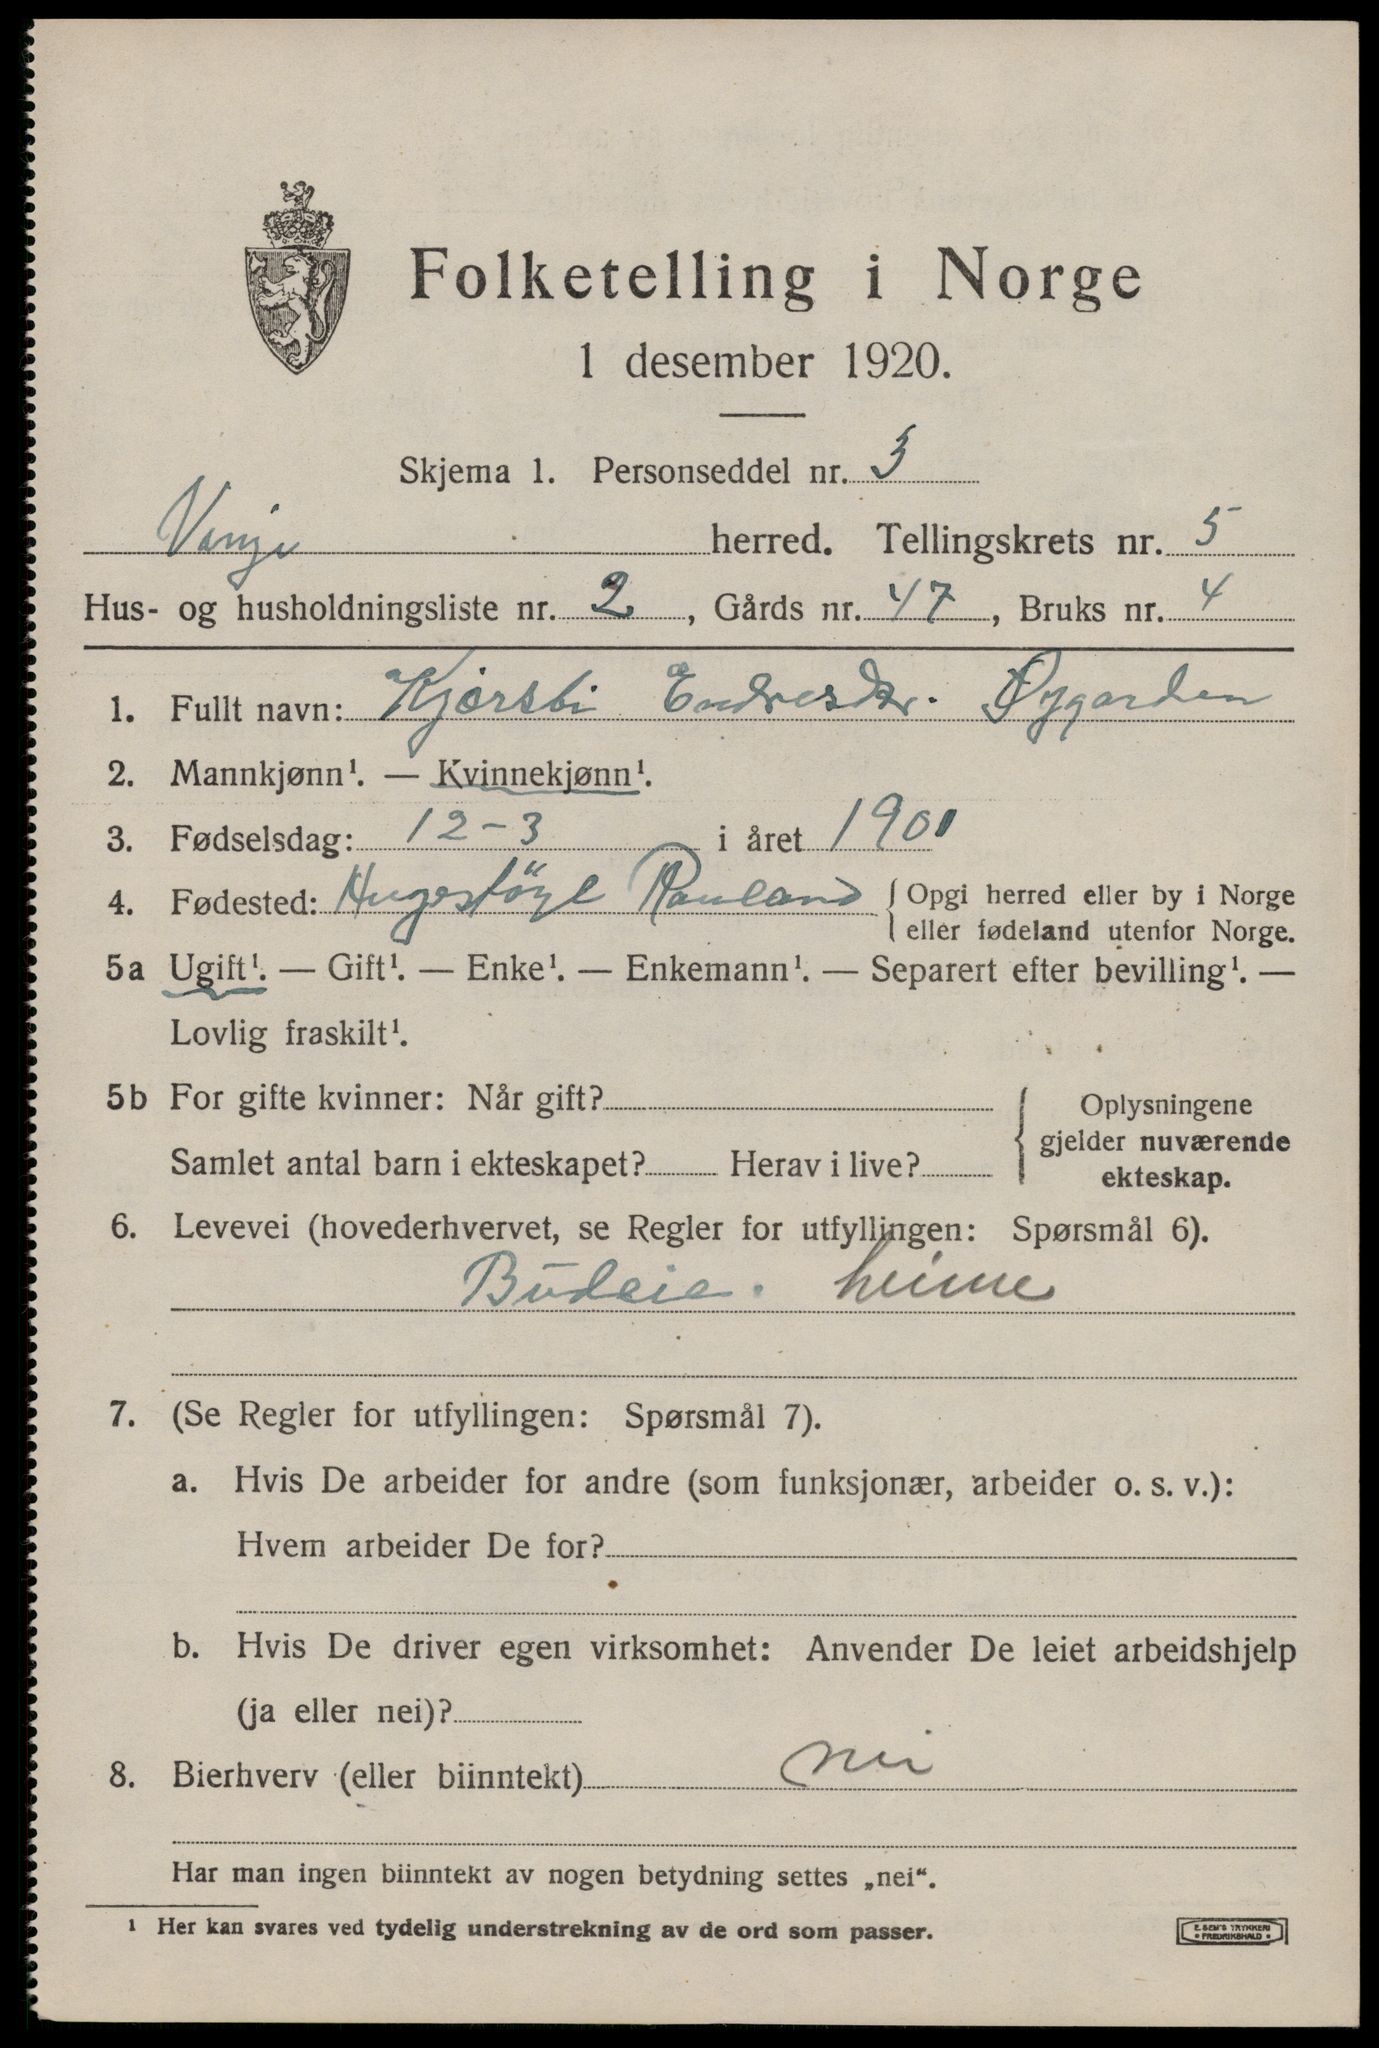 Folketelling i Norge
1 desember 1920.
Skjema 1. Personseddel nr. 3
Vinje herred. Tellingskrets nr. 5
Hus- og husholdningsliste nr. 2, Gårds nr. 47, Bruks nr. 4
1. Fullt navn: Kjersti Endresdtr. Øygarden
2. Mannkjønn¹. — Kvinnekjønn¹.
3. Fødselsdag: 12-3 i året 1901
4. Fødested: Rauland { Opgi herred eller by i Norge
eller fødeland utenfor Norge.
5a Ugift¹. — Gift¹. — Enke¹. — Enkemann¹. — Separert efter bevilling¹. —
Lovlig fraskilt¹.
5b For gifte kvinner: Når gift?
Samlet antal barn i ekteskapet? Herav i live?
{ Oplysningene
gjelder nuværende
ekteskap.
6. Levevei (hovederhvervet, se Regler for utfyllingen: Spørsmål 6).
Budeie. heime
7. (Se Regler for utfyllingen: Spørsmål 7).
a. Hvis De arbeider for andre (som funksjonær, arbeider o. s. v.):
Hvem arbeider De for?
b. Hvis De driver egen virksomhet: Anvender De leiet arbeidshjelp
(ja eller nei)?
8. Bierhverv (eller biinntekt) nei
Har man ingen biinntekt av nogen betydning settes „nei“.
¹ Her kan svares ved tydelig understrekning av de ord som passer.
E. SEM'S TRYKKERI
• FREDRIKSHALD •